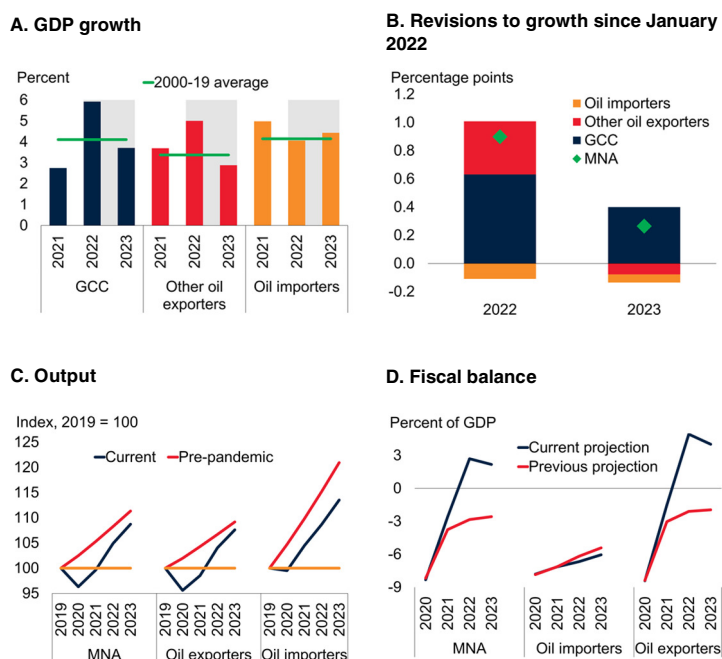 A. GDP growth
Percent
2000-19 average
6
5
4
3
2
1
0
2021
2022
2023
2021
2022
2023
2021
2022
2023
GCC
Other oil
exporters
Oil importers
B. Revisions to growth since January
2022
Percentage points
1.2
1.0
0.8
0.6
0.4
0.2
0.0
-0.2
Oil importers
Other oil exporters
GCC
MNA
2022
2023
C. Output
Index, 2019 = 100
125
120
115
110
105
100
95
Current
Pre-pandemic
2019
2020
2021
2022
2023
2019
2020
2021
2022
2023
2019
2020
2021
2022
2023
MNA
Oil exporters
Oil importers
D. Fiscal balance
Percent of GDP
3
0
-3
-6
-9
Current projection
Previous projection
2020
2021
2022
2023
2020
2021
2022
2023
2020
2021
2022
2023
MNA
Oil importers
Oil exporters